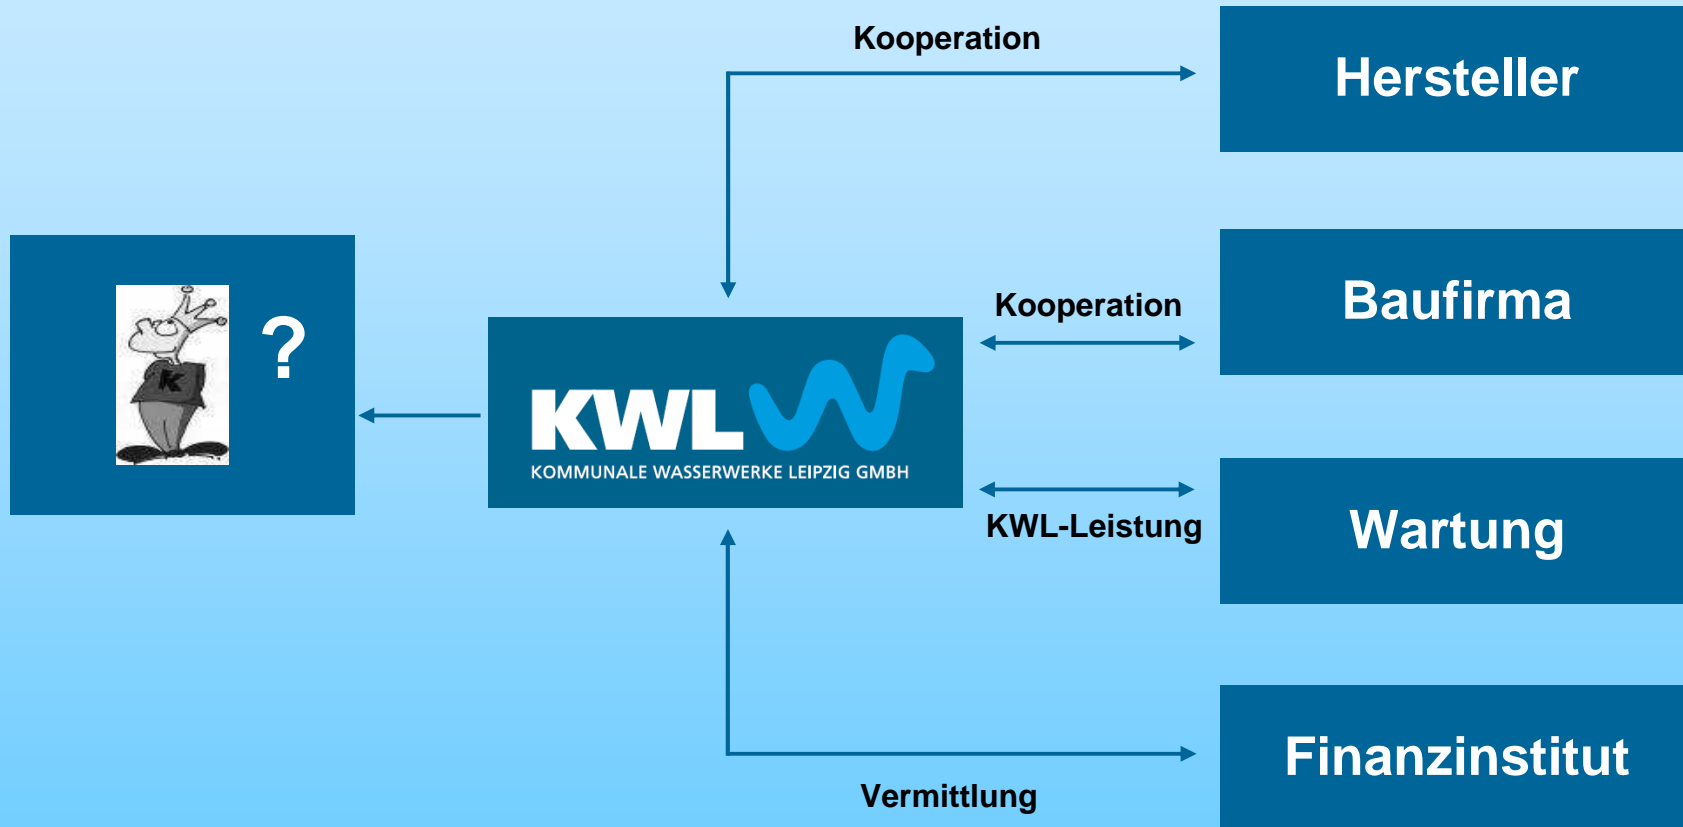 Kooperation
Hersteller
K
?
Kooperation
Baufirma
KWL
KOMMUNALE WASSERWERKE LEIPZIG GMBH
KWL-Leistung
Wartung
Vermittlung
Finanzinstitut